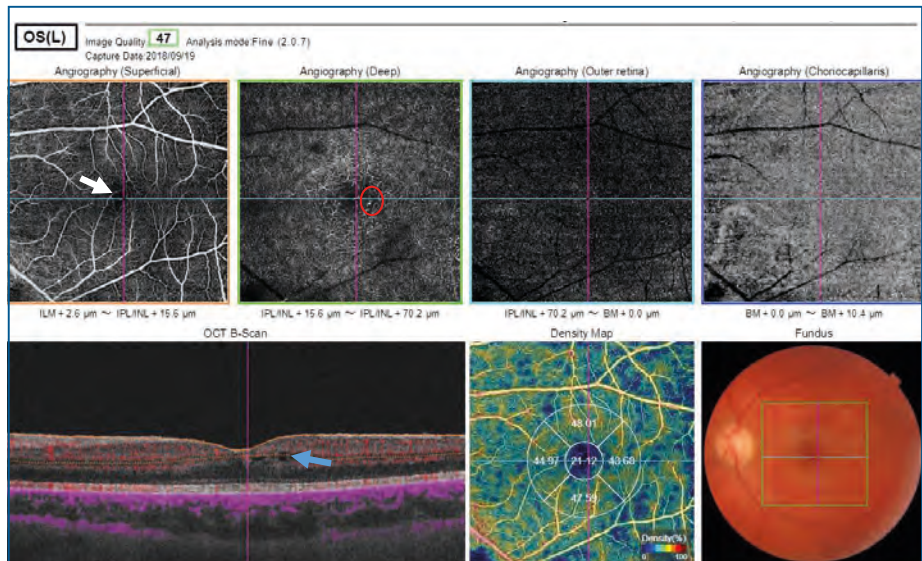 OS(L) Image Quality: 47 Analysis mode:Fine (2.0.7)
Capture Date:2018/09/19
Angiography (Superficial) Angiography (Deep) Angiography (Outer retina) Angiography (Choriocapillaris)
ILM + 2.6 µm ～ IPL/INL + 15.6 µm IPL/INL + 15.6 µm ～ IPL/INL + 70.2 µm IPL/INL + 70.2 µm ～ BM + 0.0 µm BM + 0.0 µm ～ BM + 10.4 µm
OCT B-Scan Density Map Fundus
48.01
44.97 21.12 43.60
47.59
Density(%)
0 100